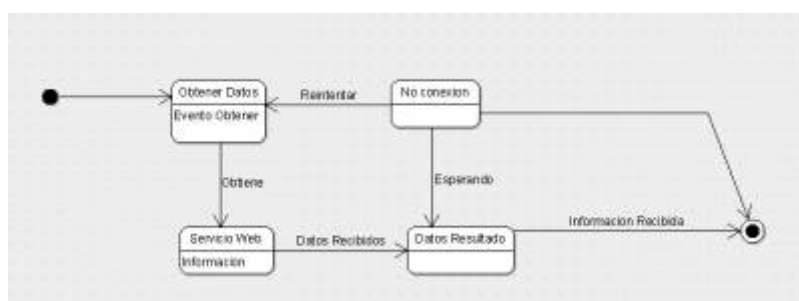 Obtener Datos
Reintentar
No conexion
Evento Obtener
Obtiene
Esperando
Servicio Web
Datos Recibidos
Datos Resultado
Informacion Recibida
Informacion